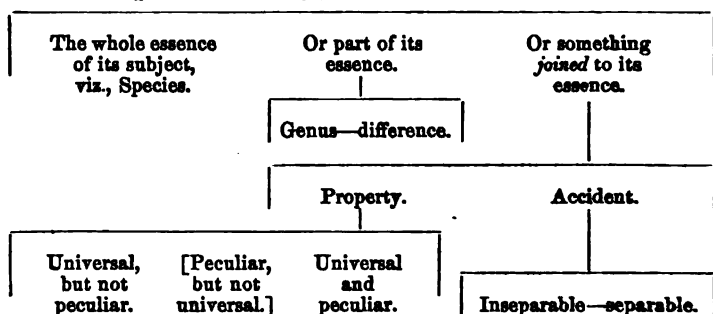 The whole essence of its subject, viz., Species.
Or part of its essence.
Or something joined to its essence.
Genus—difference.
Property.
Accident.
Universal, but not peculiar.
[Peculiar, but not universal.]
Universal and peculiar.
Inseparable—separable.